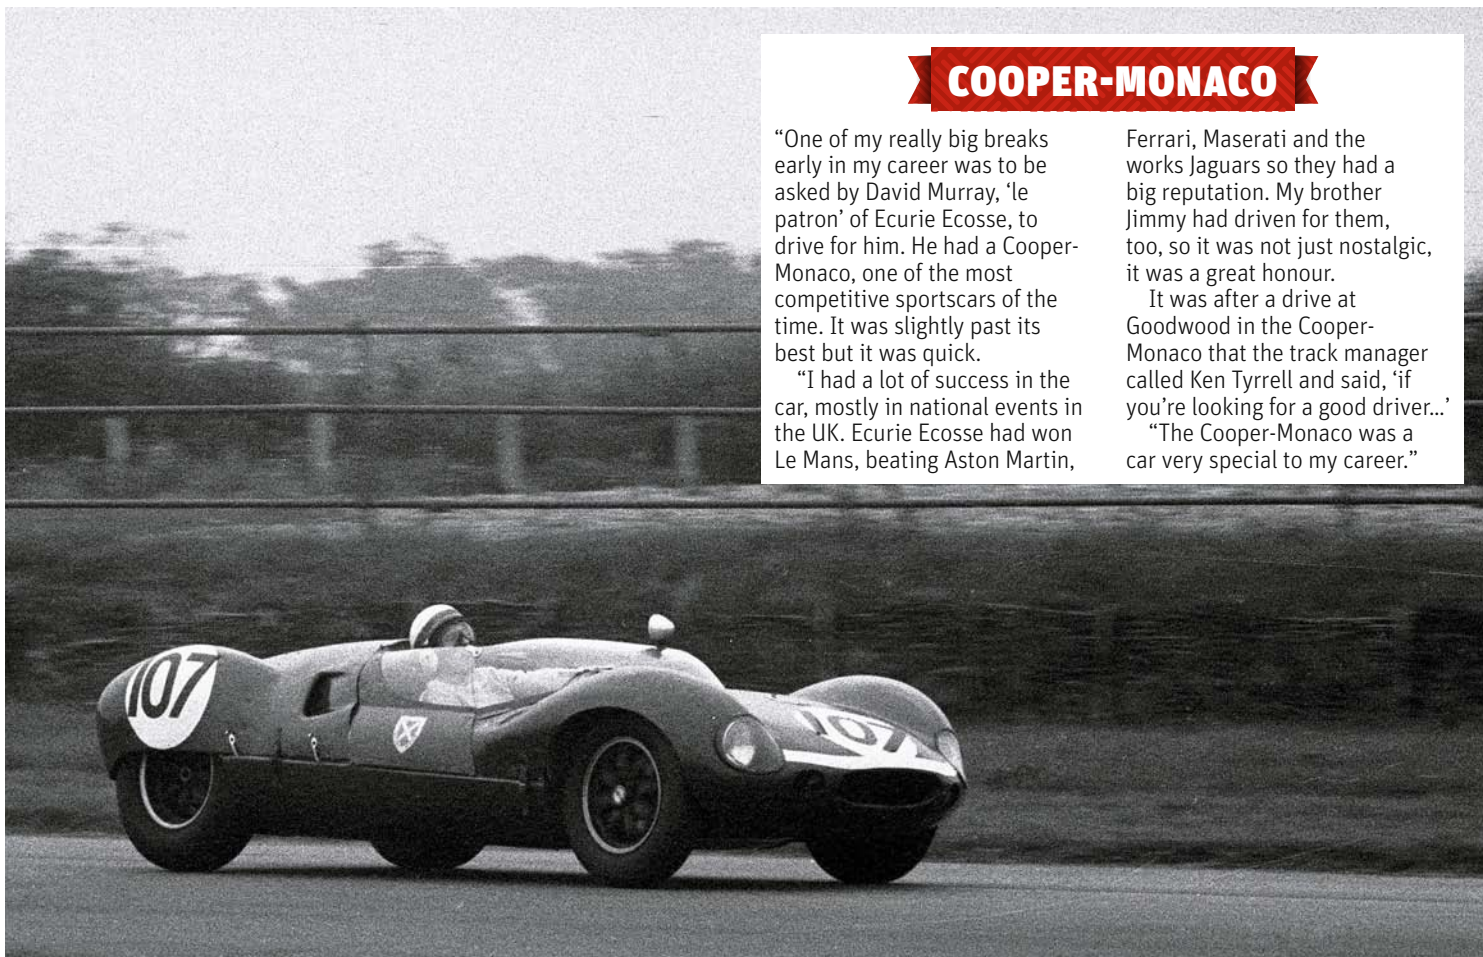 COOPER-MONACO
“One of my really big breaks
early in my career was to be
asked by David Murray, ‘le
patron’ of Ecurie Ecosse, to
drive for him. He had a Cooper-
Monaco, one of the most
competitive sportscars of the
time. It was slightly past its
best but it was quick.
“I had a lot of success in the
car, mostly in national events in
the UK. Ecurie Ecosse had won
Le Mans, beating Aston Martin,
Ferrari, Maserati and the
works Jaguars so they had a
big reputation. My brother
Jimmy had driven for them,
too, so it was not just nostalgic,
it was a great honour.
It was after a drive at
Goodwood in the Cooper-
Monaco that the track manager
called Ken Tyrrell and said, ‘if
you’re looking for a good driver...’
“The Cooper-Monaco was a
car very special to my career.”
107
107